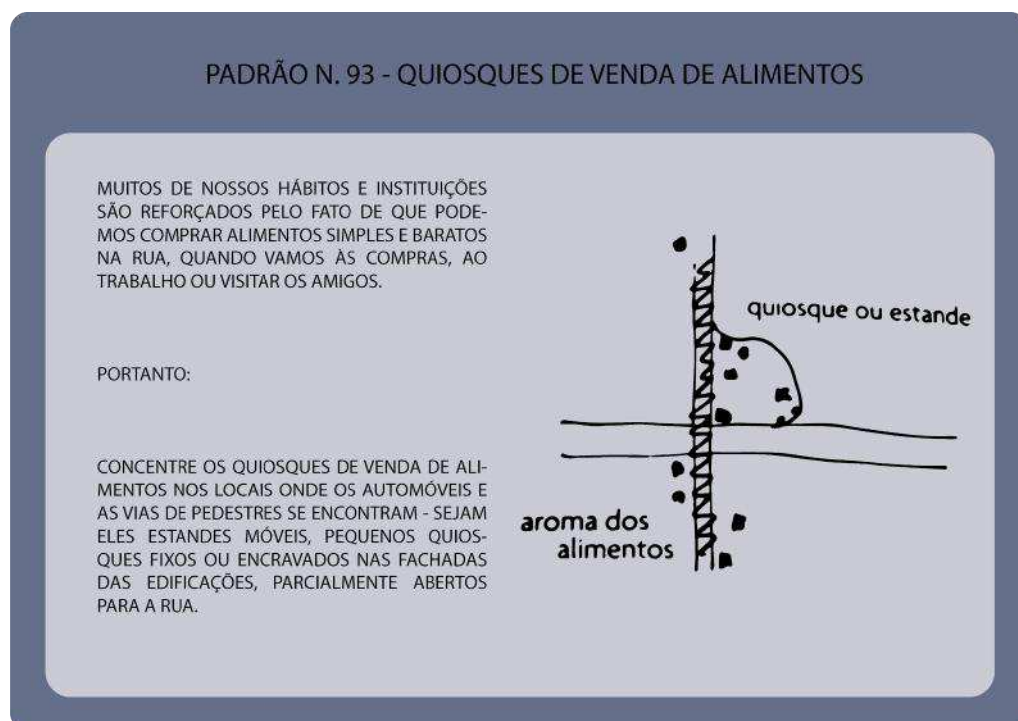 PADRÃO N. 93 - QUIOSQUES DE VENDA DE ALIMENTOS
MUITOS DE NOSSOS HÁBITOS E INSTITUIÇÕES
SÃO REFORÇADOS PELO FATO DE QUE PODE-
MOS COMPRAR ALIMENTOS SIMPLES E BARATOS
NA RUA, QUANDO VAMOS ÀS COMPRAS, AO
TRABALHO OU VISITAR OS AMIGOS.
PORTANTO:
CONCENTRE OS QUIOSQUES DE VENDA DE ALI-
MENTOS NOS LOCAIS ONDE OS AUTOMÓVEIS E
AS VIAS DE PEDESTRES SE ENCONTRAM - SEJAM
ELES ESTANDES MÓVEIS, PEQUENOS QUIOS-
QUES FIXOS OU ENCRAVADOS NAS FACHADAS
DAS EDIFICAÇÕES, PARCIALMENTE ABERTOS
PARA A RUA.
quiosque ou estande
aroma dos
alimentos